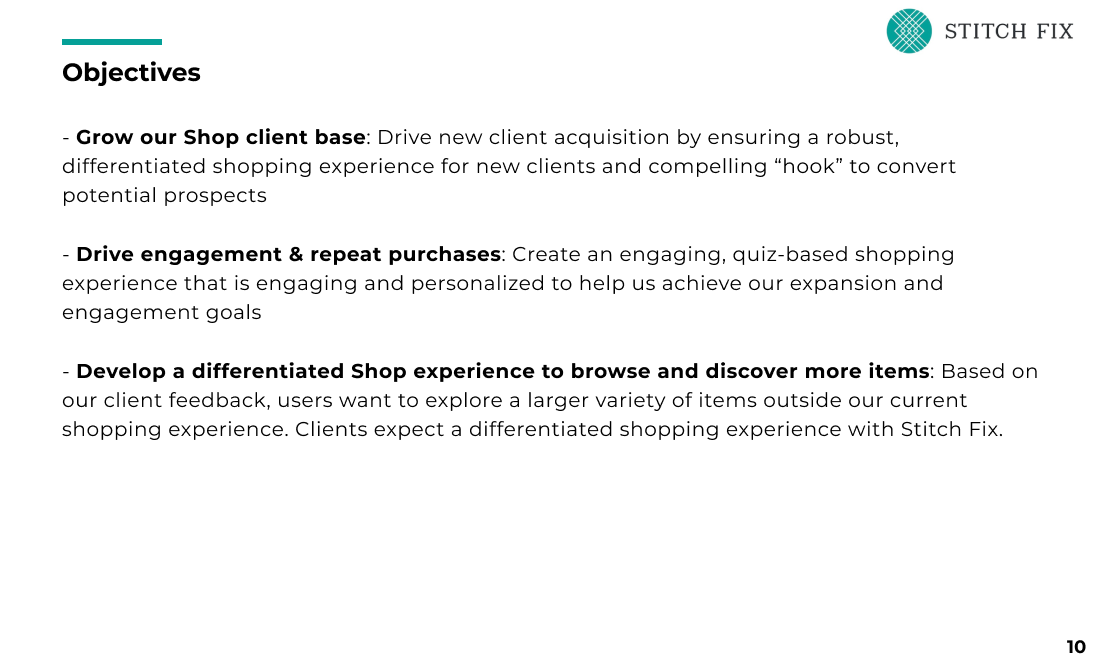 STITCH FIX
Objectives
- Grow our Shop client base: Drive new client acquisition by ensuring a robust,
differentiated shopping experience for new clients and compelling “hook” to convert
potential prospects
- Drive engagement & repeat purchases: Create an engaging, quiz-based shopping
experience that is engaging and personalized to help us achieve our expansion and
engagement goals
- Develop a differentiated Shop experience to browse and discover more items: Based on
our client feedback, users want to explore a larger variety of items outside our current
shopping experience. Clients expect a differentiated shopping experience with Stitch Fix.
10